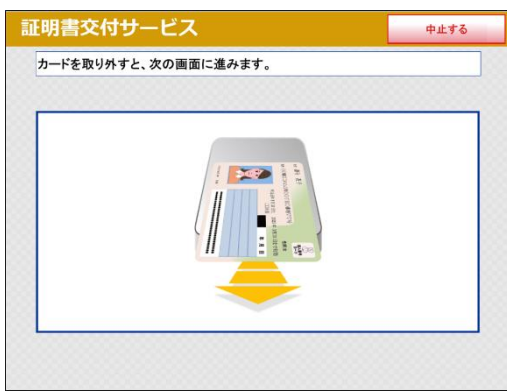 証明書交付サービス
中止する
カードを取り外すと、次の画面に進みます。